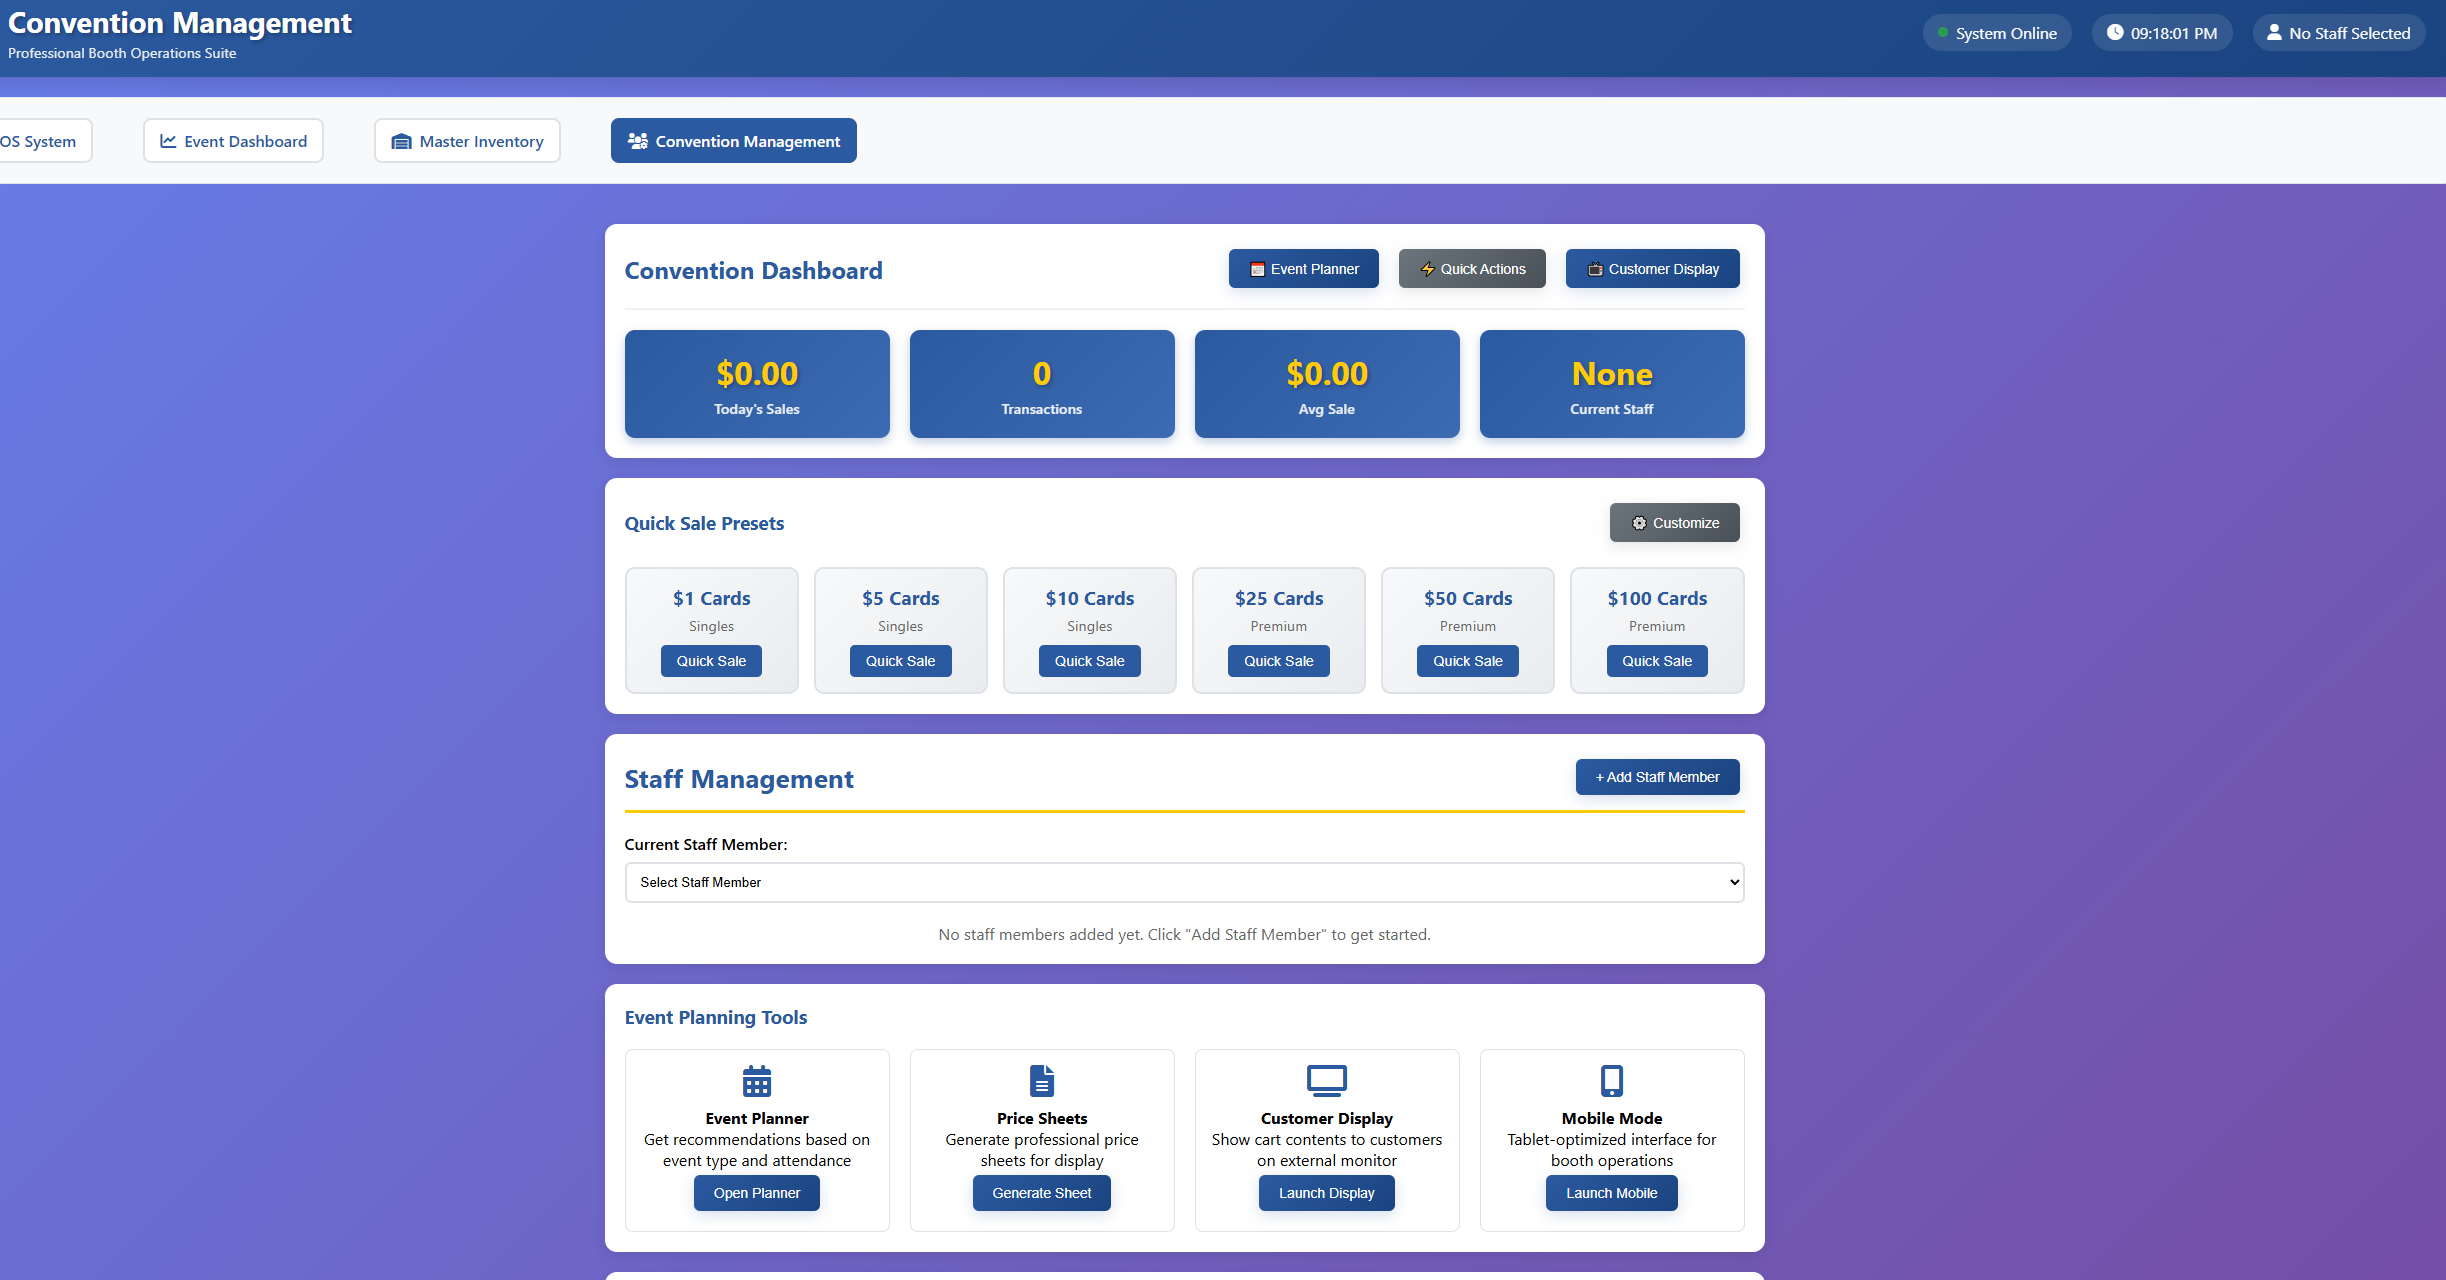 Convention Management
Professional Booth Operations Suite
System Online
09:18:01 PM
No Staff Selected
OS System
Event Dashboard
Master Inventory
Convention Management
Convention Dashboard
Event Planner
Quick Actions
Customer Display
$0.00
Today's Sales
0
Transactions
$0.00
Avg Sale
None
Current Staff
Quick Sale Presets
Customize
$1 Cards
Singles
Quick Sale
$5 Cards
Singles
Quick Sale
$10 Cards
Singles
Quick Sale
$25 Cards
Premium
Quick Sale
$50 Cards
Premium
Quick Sale
$100 Cards
Premium
Quick Sale
Staff Management
+ Add Staff Member
Current Staff Member:
Select Staff Member
No staff members added yet. Click "Add Staff Member" to get started.
Event Planning Tools
Event Planner
Get recommendations based on
event type and attendance
Open Planner
Price Sheets
Generate professional price
sheets for display
Generate Sheet
Customer Display
Show cart contents to customers
on external monitor
Launch Display
Mobile Mode
Tablet-optimized interface for
booth operations
Launch Mobile